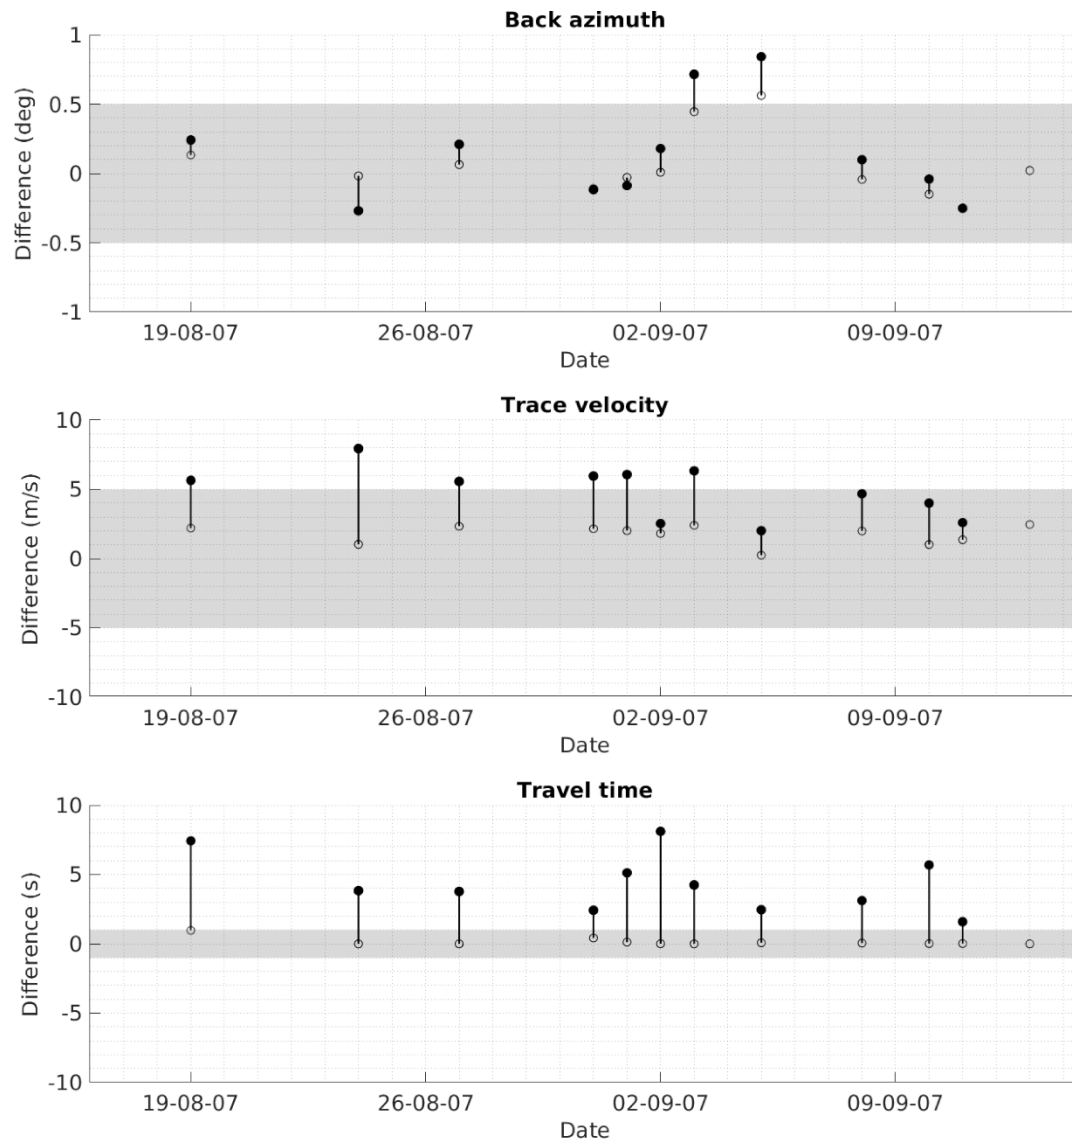 Back azimuth
1
0.5
0
-0.5
-1
Difference (deg)
19-08-07 26-08-07 02-09-07 09-09-07
Date
Trace velocity
10
5
0
-5
-10
Difference (m/s)
19-08-07 26-08-07 02-09-07 09-09-07
Date
Travel time
10
5
0
-5
-10
Difference (s)
19-08-07 26-08-07 02-09-07 09-09-07
Date